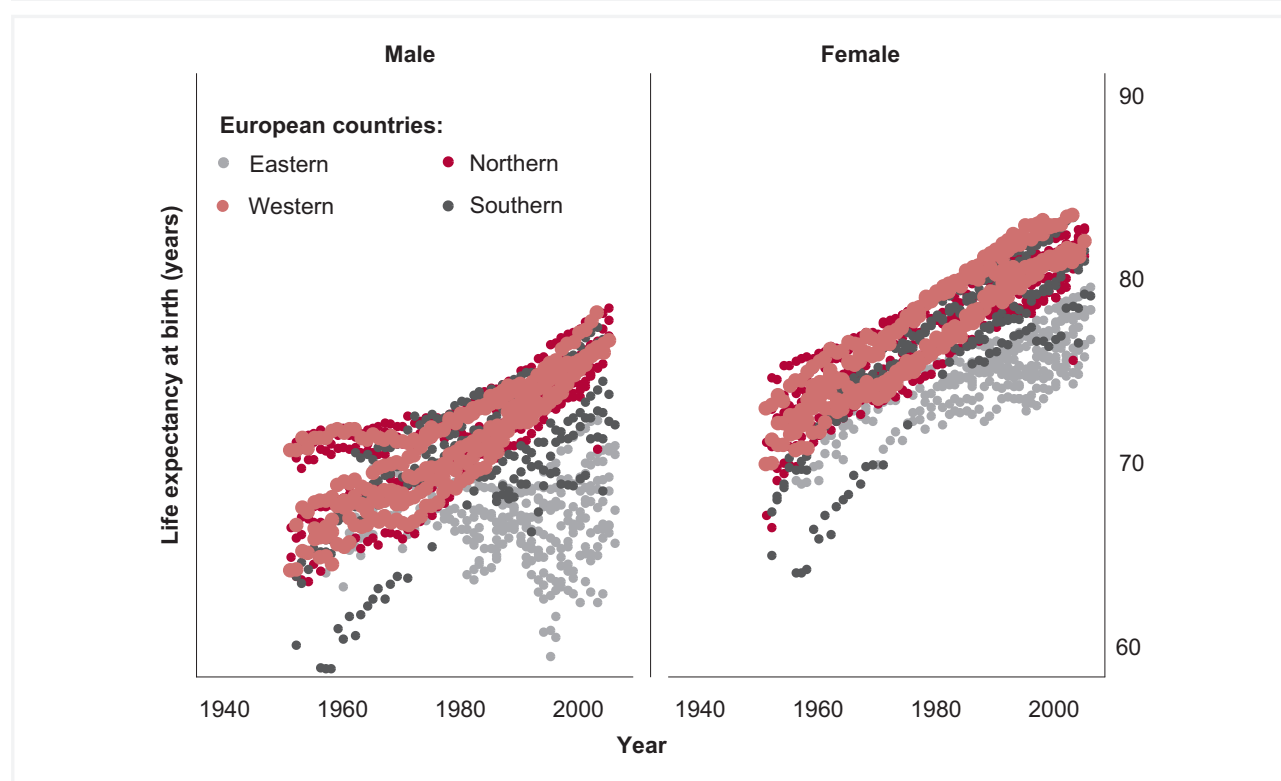 Male
Female
European countries:
Eastern
Northern
Western
Southern
Life expectancy at birth (years)
90
80
70
60
1940 1960 1980 2000 1940 1960 1980 2000
Year